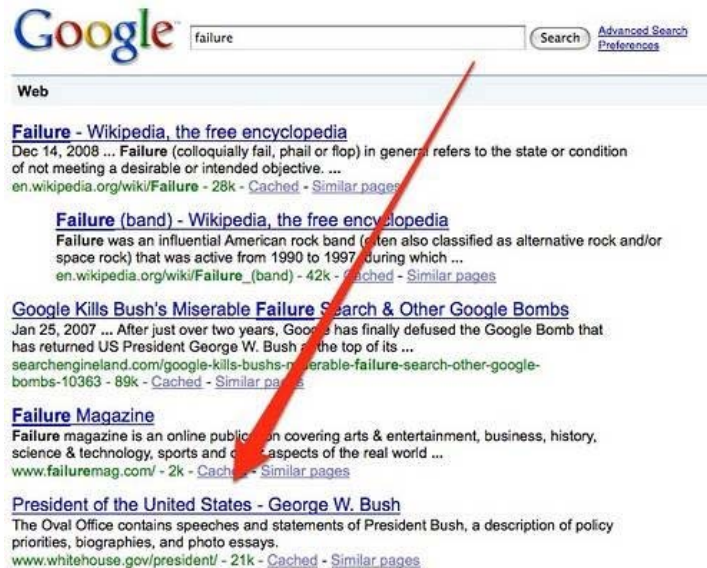 Google failure Search Advanced Search
Preferences
Web
Failure - Wikipedia, the free encyclopedia
Dec 14, 2008 ... Failure (colloquially fail, phail or flop) in general refers to the state or condition
of not meeting a desirable or intended objective. ...
en.wikipedia.org/wiki/Failure - 28k - Cached - Similar pages
Failure (band) - Wikipedia, the free encyclopedia
Failure was an influential American rock band (often also classified as alternative rock and/or
space rock) that was active from 1990 to 1997, during which ...
en.wikipedia.org/wiki/Failure_(band) - 42k - Cached - Similar pages
Google Kills Bush's Miserable Failure Search & Other Google Bombs
Jan 25, 2007 ... After just over two years, Google has finally defused the Google Bomb that
has returned US President George W. Bush at the top of its ...
searchengineland.com/google-kills-bushs-miserable-failure-search-other-google-
bombs-10363 - 89k - Cached - Similar pages
Failure Magazine
Failure magazine is an online publication covering arts & entertainment, business, history,
science & technology, sports and other aspects of the real world ...
www.failuremag.com/ - 2k - Cached - Similar pages
President of the United States - George W. Bush
The Oval Office contains speeches and statements of President Bush, a description of policy
priorities, biographies, and photo essays.
www.whitehouse.gov/president/ - 21k - Cached - Similar pages